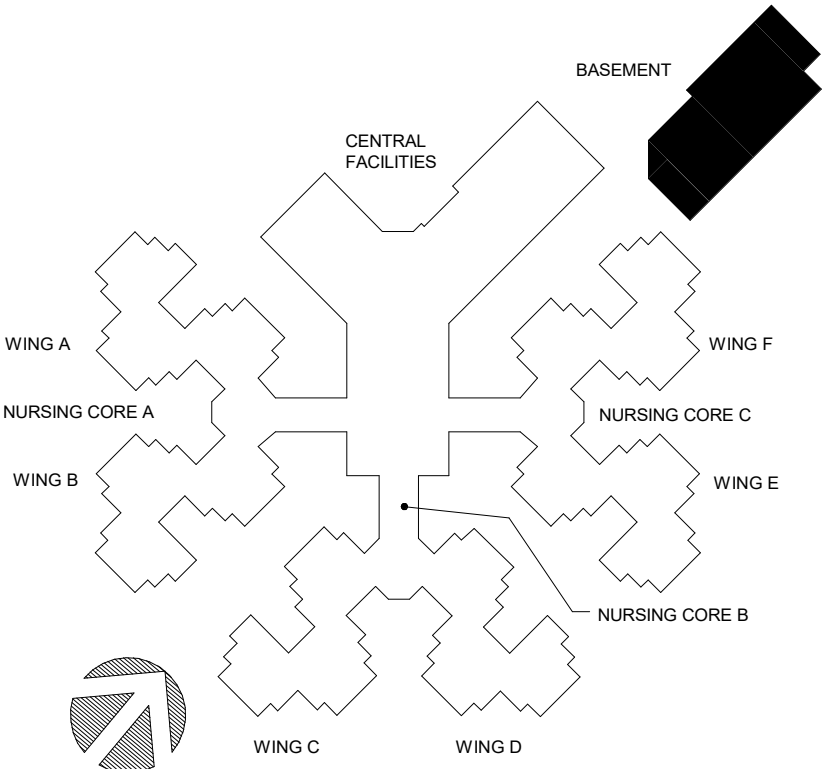 BASEMENT
CENTRAL
FACILITIES
WING A
WING F
NURSING CORE A
NURSING CORE C
WING B
WING E
NURSING CORE B
WING C
WING D